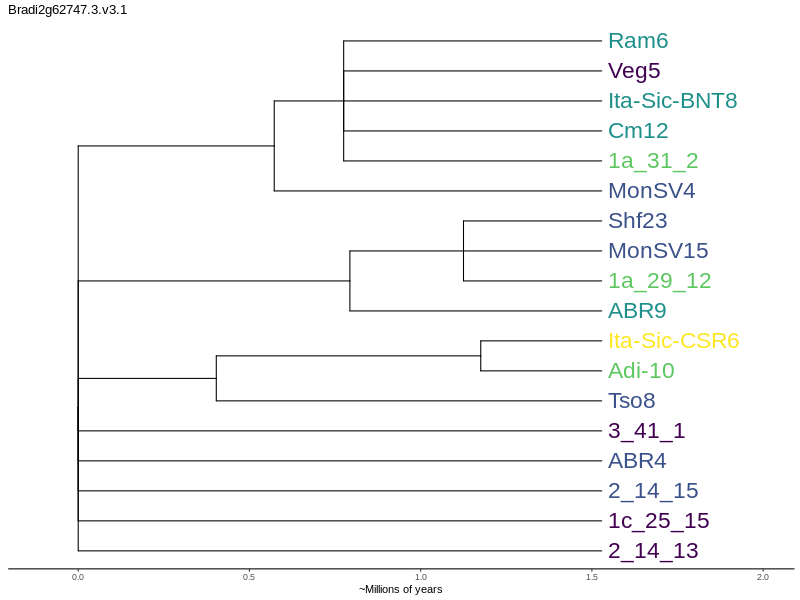 Bradi2g62747.3.v3.1
Ram6
Veg5
Ita-Sic-BNT8
Cm12
1a_31_2
MonSV4
Shf23
MonSV15
1a_29_12
ABR9
Ita-Sic-CSR6
Adi-10
Tso8
3_41_1
ABR4
2_14_15
1c_25_15
2_14_13
0.0 0.5 1.0 1.5 2.0
~Millions of years